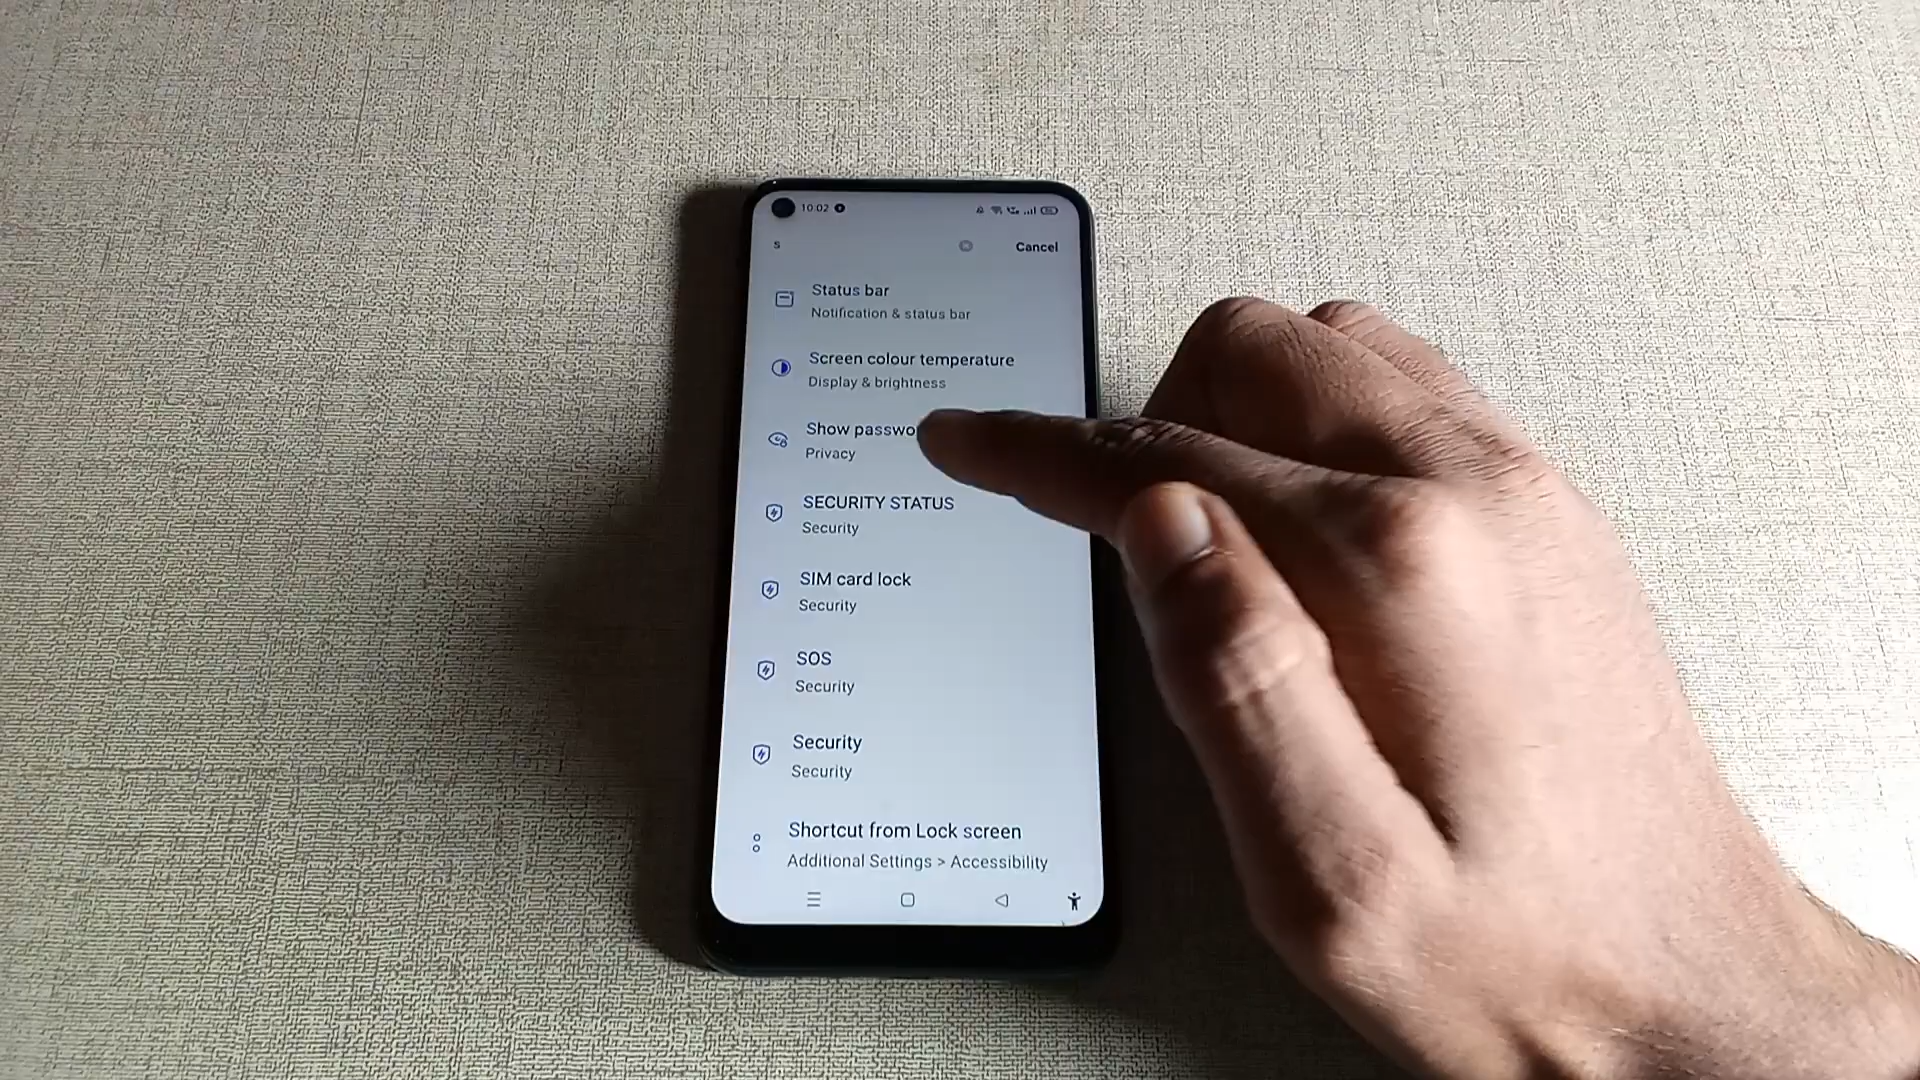 10:02
s
Cancel
Status bar
Notification & status bar
Screen colour temperature
Display & brightness
Show passwo
Privacy
SECURITY STATUS
Security
SIM card lock
Security
SOS
Security
Security
Security
Shortcut from Lock screen
Additional Settings > Accessibility